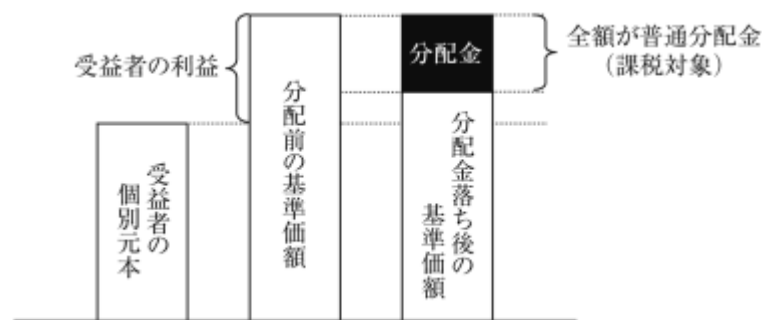 受益者の利益
受益者の
個別元本
分配前の基準価額
分配金
分配金落ち後の
基準価額
全額が普通分配金
（課税対象）